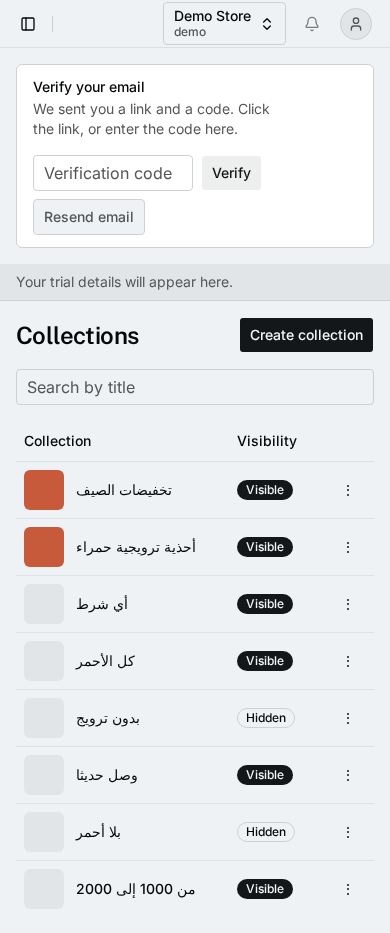 Demo Store
demo
Verify your email
We sent you a link and a code. Click
the link, or enter the code here.
Verification code
Verify
Resend email
Your trial details will appear here.
Collections
Create collection
Search by title
Collection
Visibility
تخفيضات الصيف
Visible
أحذية ترويجية حمراء
Visible
أي شرط
Visible
كل الأحمر
Visible
بدون ترويج
Hidden
وصل حديثا
Visible
بلا أحمر
Hidden
من 1000 إلى 2000
Visible